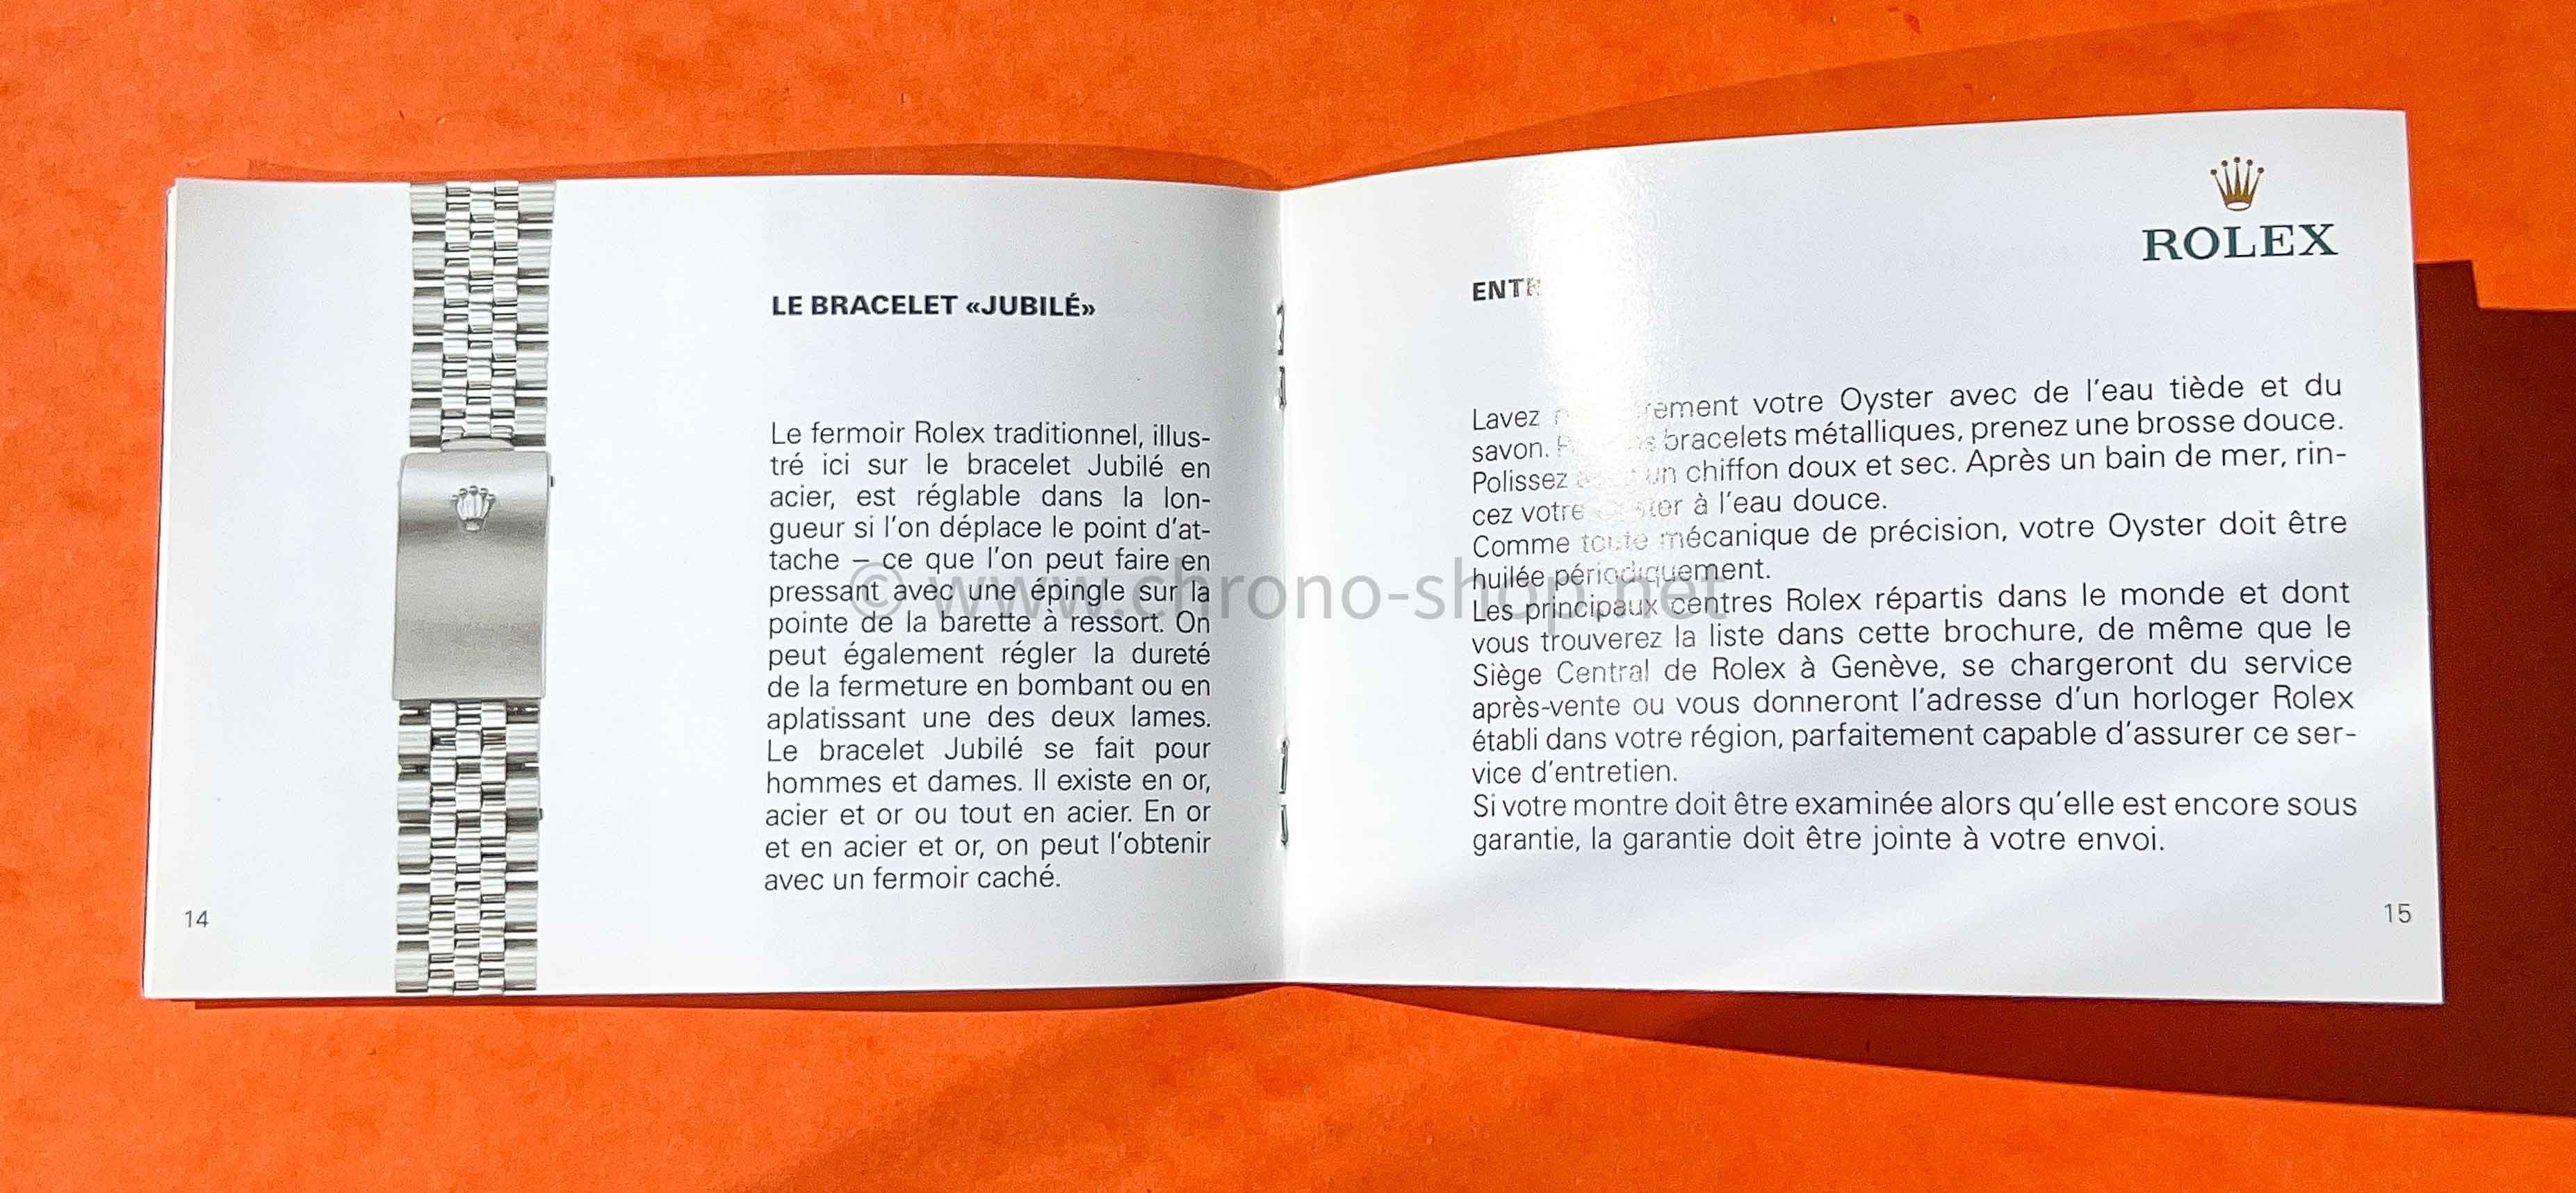 LE BRACELET «JUBILÉ»
Le fermoir Rolex traditionnel, illus-
tré ici sur le bracelet Jubilé en
acier, est réglable dans la lon-
gueur si l'on déplace le point d'at-
tache – ce que l'on peut faire en
pressant avec une épingle sur la
pointe de la barette à ressort. On
peut également régler la dureté
de la fermeture en bombant ou en
aplatissant une des deux lames.
Le bracelet Jubilé se fait pour
hommes et dames. Il existe en or,
acier et or ou tout en acier. En or
et en acier et or, on peut l'obtenir
avec un fermoir caché.
14
ROLEX
Lavez votre Oyster avec de l'eau tiède et du
savon. bracelets métalliques, prenez une brosse douce.
Polissez un chiffon doux et sec. Après un bain de mer, rin-
cez votre à l'eau douce.
Comme toute mécanique de précision, votre Oyster doit être
huilée périodiquement.
Les principaux centres Rolex répartis dans le monde et dont
vous trouverez la liste dans cette brochure, de même que le
Siège Central de Rolex à Genève, se chargeront du service
après-vente ou vous donneront l'adresse d'un horloger Rolex
établi dans votre région, parfaitement capable d'assurer ce ser-
vice d'entretien.
Si votre montre doit être examinée alors qu'elle est encore sous
garantie, la garantie doit être jointe à votre envoi.
15
© www.chrono-shop.net